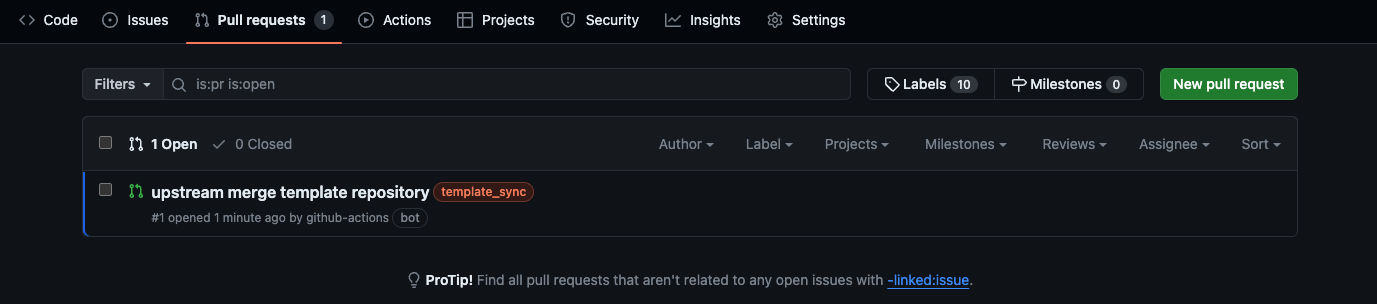 Code Issues Pull requests 1 Actions Projects Security Insights Settings
Filters is:pr is:open Labels 10 Milestones 0 New pull request
1 Open 0 Closed Author Label Projects Milestones Reviews Assignee Sort
upstream merge template repository template_sync
#1 opened 1 minute ago by github-actions bot
ProTip! Find all pull requests that aren't related to any open issues with -linked:issue.